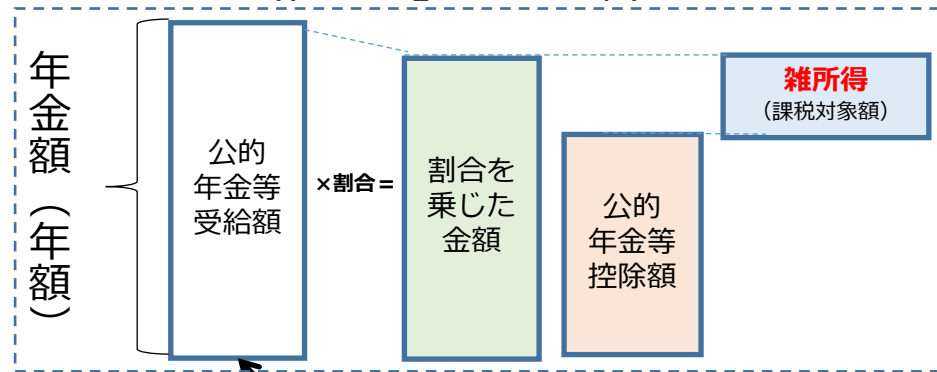 年金額（年額）
公的
年金等
受給額
×割合＝
割合を
乗じた
金額
公的
年金等
控除額
雑所得
（課税対象額）